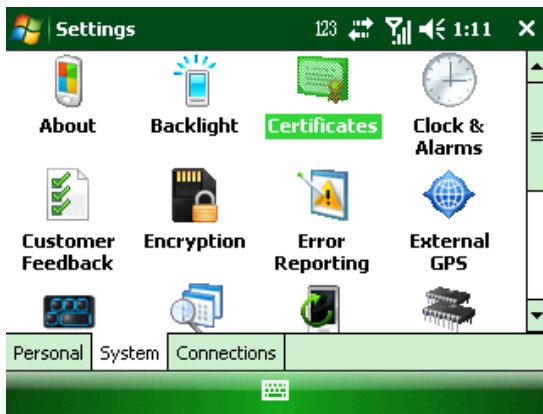 Settings 123 1:11
About Backlight Certificates Clock &
Alarms
Customer Encryption Error External
Feedback Reporting GPS
Personal System Connections